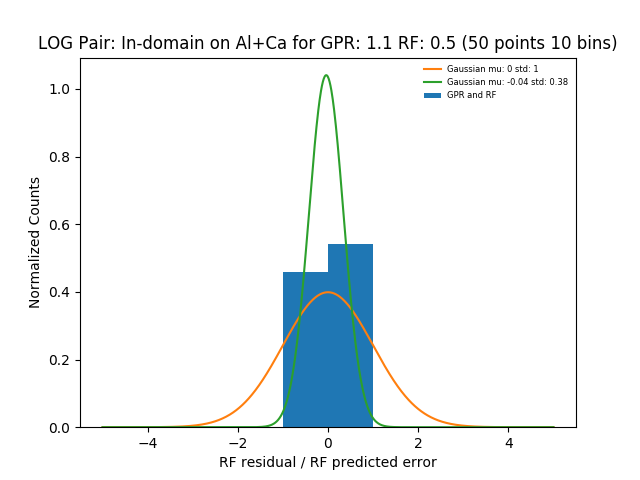 LOG Pair: In-domain on Al+Ca for GPR: 1.1 RF: 0.5 (50 points 10 bins)
Gaussian mu: 0 std: 1
Gaussian mu: -0.04 std: 0.38
GPR and RF
Normalized Counts
1.0
0.8
0.6
0.4
0.2
0.0
−4 −2 0 2 4
RF residual / RF predicted error